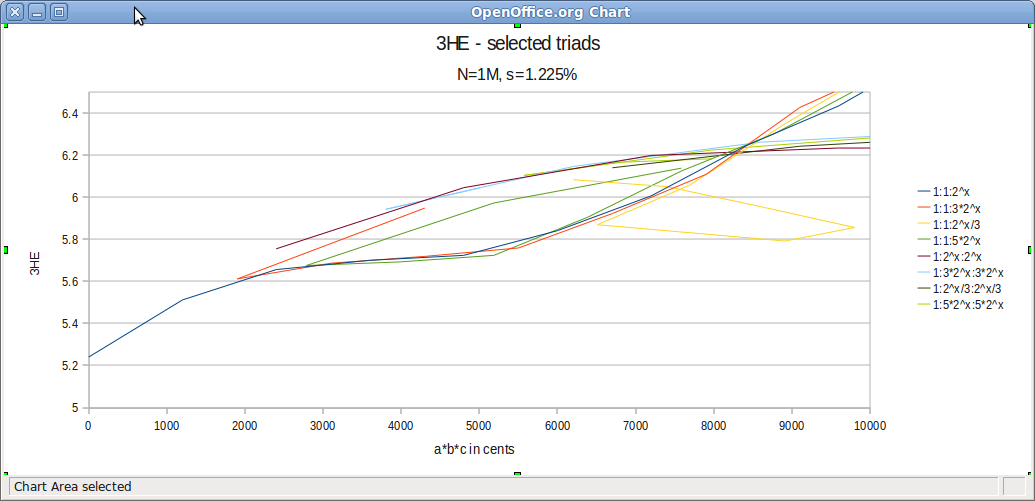 OpenOffice.org Chart
3HE - selected triads
N=1M, s=1.225%
6.4
6.2
6
5.8
5.6
5.4
5.2
5
3HE
0 1000 2000 3000 4000 5000 6000 7000 8000 9000 10000
a*b*c in cents
1:1:2^x
1:1:3*2^x
1:1:2^x/3
1:1:5*2^x
1:2^x:2^x
1:3*2^x:3*2^x
1:2^x/3:2^x/3
1:5*2^x:5*2^x
Chart Area selected